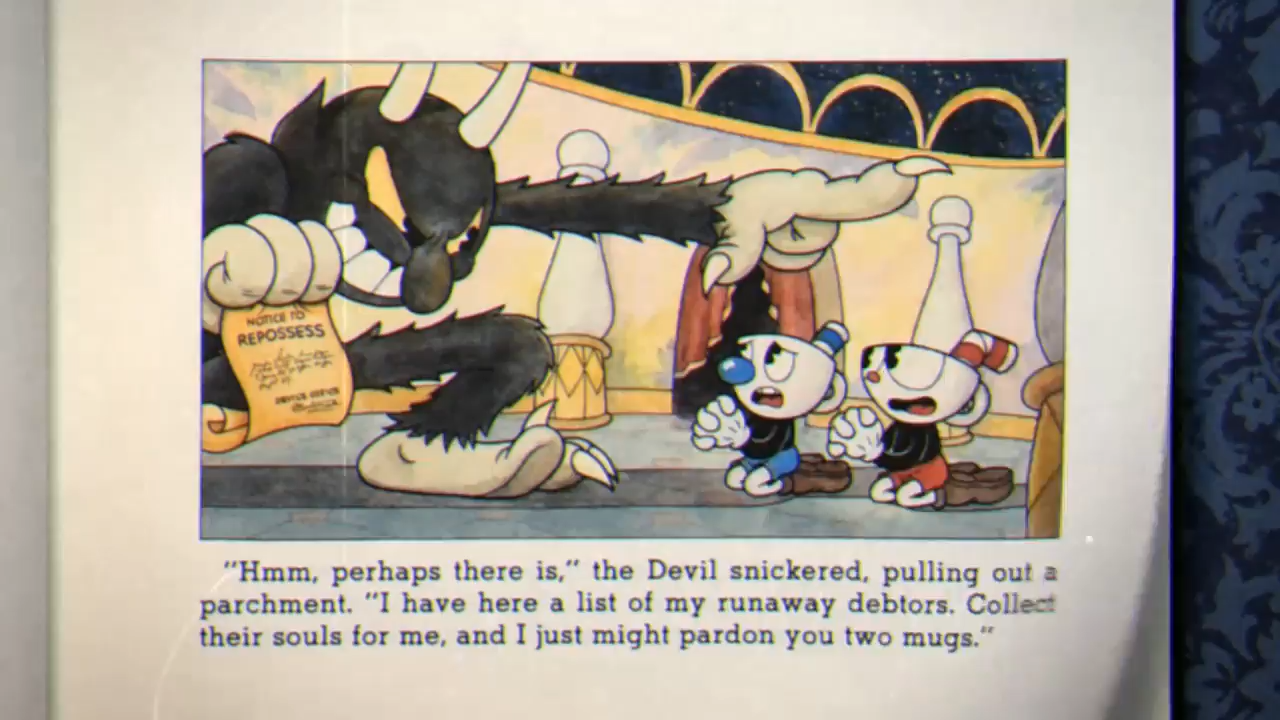 NOTICE TO
REPOSSESS
"Hmm, perhaps there is," the Devil snickered, pulling out a
parchment. "I have here a list of my runaway debtors. Collect
their souls for me, and I just might pardon you two mugs."